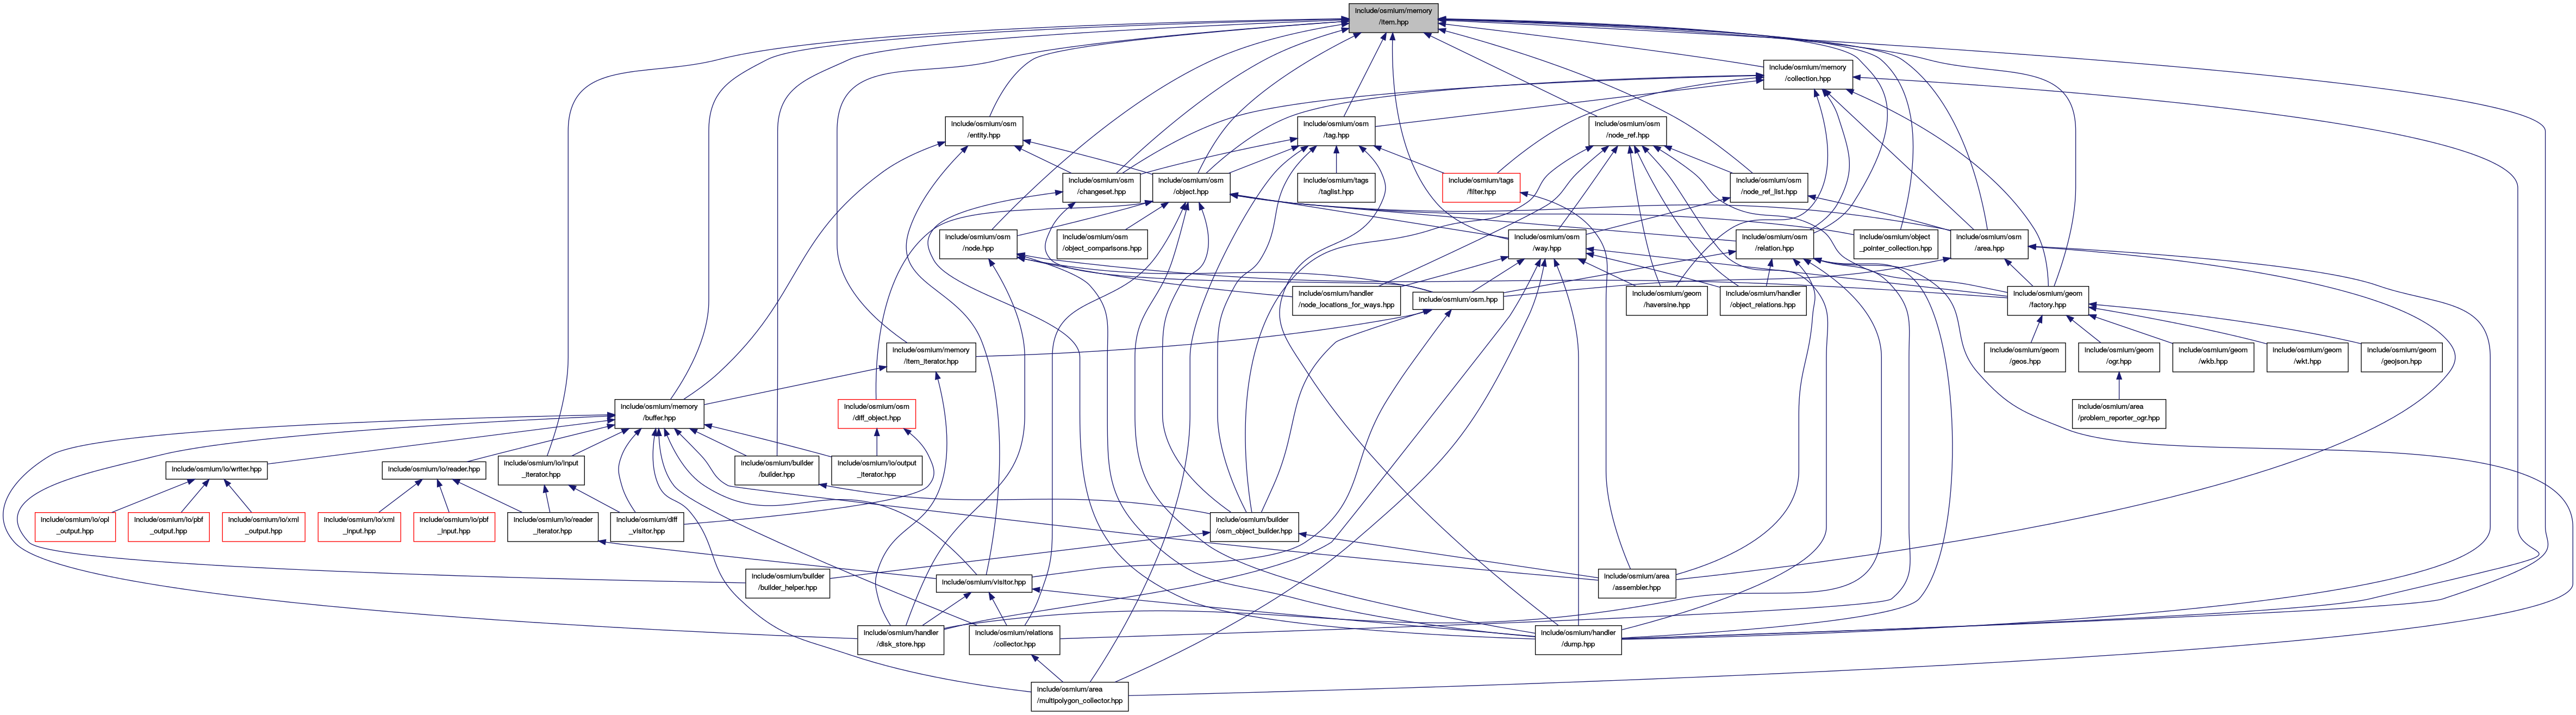 include/osmium/memory
/item.hpp
include/osmium/memory
/collection.hpp
include/osmium/osm
/entity.hpp
include/osmium/osm
/tag.hpp
include/osmium/osm
/node_ref.hpp
include/osmium/osm
/changeset.hpp
include/osmium/osm
/object.hpp
include/osmium/tags
/taglist.hpp
include/osmium/tags
/filter.hpp
include/osmium/osm
/node_ref_list.hpp
include/osmium/osm
/node.hpp
include/osmium/osm
/object_comparisons.hpp
include/osmium/osm
/way.hpp
include/osmium/osm
/relation.hpp
include/osmium/object
_pointer_collection.hpp
include/osmium/osm
/area.hpp
include/osmium/handler
/node_locations_for_ways.hpp
include/osmium/osm.hpp
include/osmium/geom
/haversine.hpp
include/osmium/handler
/object_relations.hpp
include/osmium/geom
/factory.hpp
include/osmium/memory
/item_iterator.hpp
include/osmium/geom
/geos.hpp
include/osmium/geom
/ogr.hpp
include/osmium/geom
/wkb.hpp
include/osmium/geom
/wkt.hpp
include/osmium/geom
/geojson.hpp
include/osmium/memory
/buffer.hpp
include/osmium/osm
/diff_object.hpp
include/osmium/area
/problem_reporter_ogr.hpp
include/osmium/io/writer.hpp
include/osmium/io/reader.hpp
include/osmium/io/input
_iterator.hpp
include/osmium/builder
/builder.hpp
include/osmium/io/output
_iterator.hpp
include/osmium/io/opl
_output.hpp
include/osmium/io/pbf
_output.hpp
include/osmium/io/xml
_output.hpp
include/osmium/io/xml
_input.hpp
include/osmium/io/pbf
_input.hpp
include/osmium/io/reader
_iterator.hpp
include/osmium/diff
_visitor.hpp
include/osmium/builder
/osm_object_builder.hpp
include/osmium/builder
/builder_helper.hpp
include/osmium/visitor.hpp
include/osmium/area
/assembler.hpp
include/osmium/handler
/disk_store.hpp
include/osmium/relations
/collector.hpp
include/osmium/handler
/dump.hpp
include/osmium/area
/multipolygon_collector.hpp